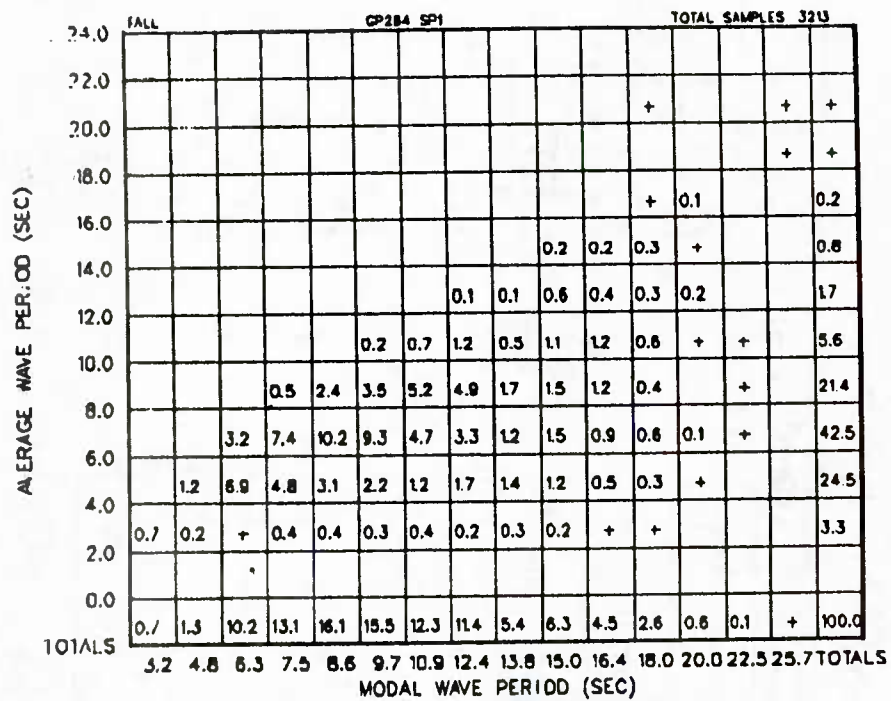 FALL GP284 SP1 TOTAL SAMPLES 3213
24.0
22.0
+ + +
20.0
+ +
18.0
+ 0.1 0.2
16.0
0.2 0.2 0.3 + 0.8
14.0
0.1 0.1 0.6 0.4 0.3 0.2 1.7
12.0
0.2 0.7 1.2 0.5 1.1 1.2 0.6 + + 5.6
10.0
0.5 2.4 3.5 5.2 4.9 1.7 1.5 1.2 0.4 + 21.4
8.0
3.2 7.4 10.2 9.3 4.7 3.3 1.2 1.5 0.9 0.6 0.1 + 42.5
6.0
1.2 6.9 4.8 3.1 2.2 1.2 1.7 1.4 1.2 0.5 0.3 + 24.5
4.0
0.7 0.2 + 0.4 0.4 0.3 0.4 0.2 0.3 0.2 + + 3.3
2.0
0.0
TOTALS 0.7 1.3 10.2 13.1 16.1 15.5 12.3 11.4 5.4 6.3 4.5 2.6 0.6 0.1 + 100.0
3.2 4.8 6.3 7.5 8.6 9.7 10.9 12.4 13.8 15.0 16.4 18.0 20.0 22.5 25.7 TOTALS
MODAL WAVE PERIOD (SEC)
AVERAGE WAVE PERIOD (SEC)